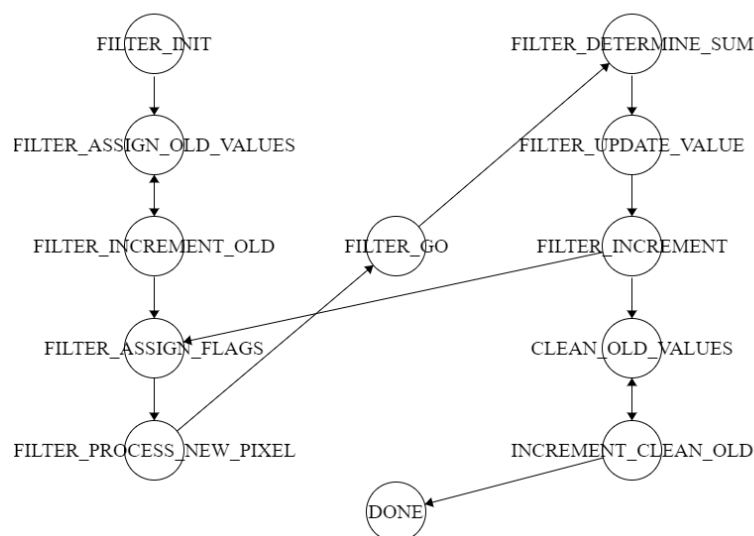 FILTER_INIT
FILTER_DETERMINE_SUM
FILTER_ASSIGN_OLD_VALUES
FILTER_UPDATE_VALUE
FILTER_INCREMENT_OLD
FILTER_GO
FILTER_INCREMENT
FILTER_ASSIGN_FLAGS
CLEAN_OLD_VALUES
FILTER_PROCESS_NEW_PIXEL
INCREMENT_CLEAN_OLD
DONE